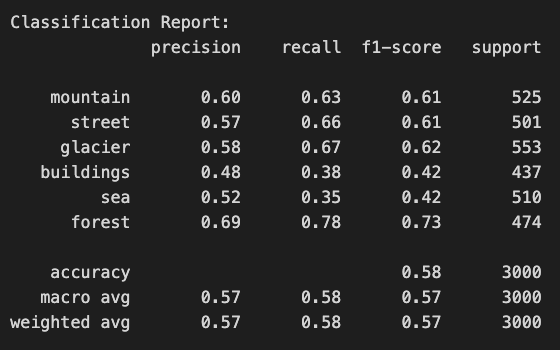 Classification Report:
precision recall f1-score support
mountain 0.60 0.63 0.61 525
street 0.57 0.66 0.61 501
glacier 0.58 0.67 0.62 553
buildings 0.48 0.38 0.42 437
sea 0.52 0.35 0.42 510
forest 0.69 0.78 0.73 474
accuracy 0.58 3000
macro avg 0.57 0.58 0.57 3000
weighted avg 0.57 0.58 0.57 3000